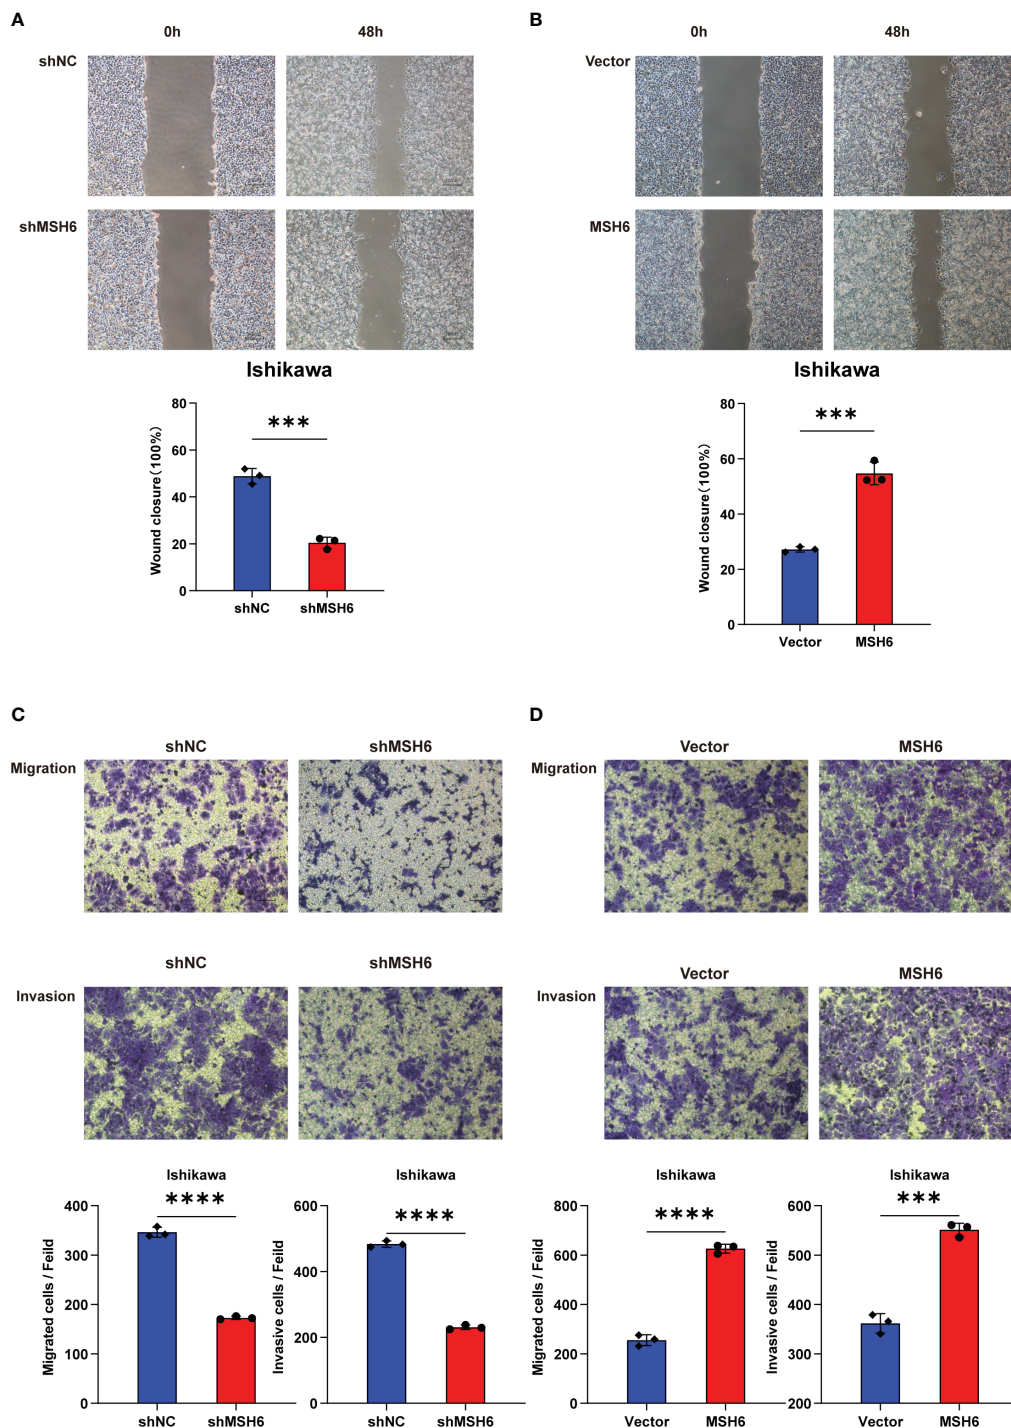 A
0h
48h
shNC
shMSH6
Ishikawa
***
Wound closure(100%)
80
60
40
20
0
shNC
shMSH6
B
0h
48h
Vector
MSH6
Ishikawa
***
Wound closure(100%)
80
60
40
20
0
Vector
MSH6
C
shNC
shMSH6
Migration
shNC
shMSH6
Invasion
Ishikawa
****
Migrated cells / Feild
400
300
200
100
0
shNC
shMSH6
Ishikawa
****
Invasive cells / Feild
600
400
200
0
shNC
shMSH6
D
Vector
MSH6
Migration
Vector
MSH6
Invasion
Ishikawa
****
Migrated cells / Feild
800
600
400
200
0
Vector
MSH6
Ishikawa
***
Invasive cells / Feild
600
500
400
300
200
Vector
MSH6